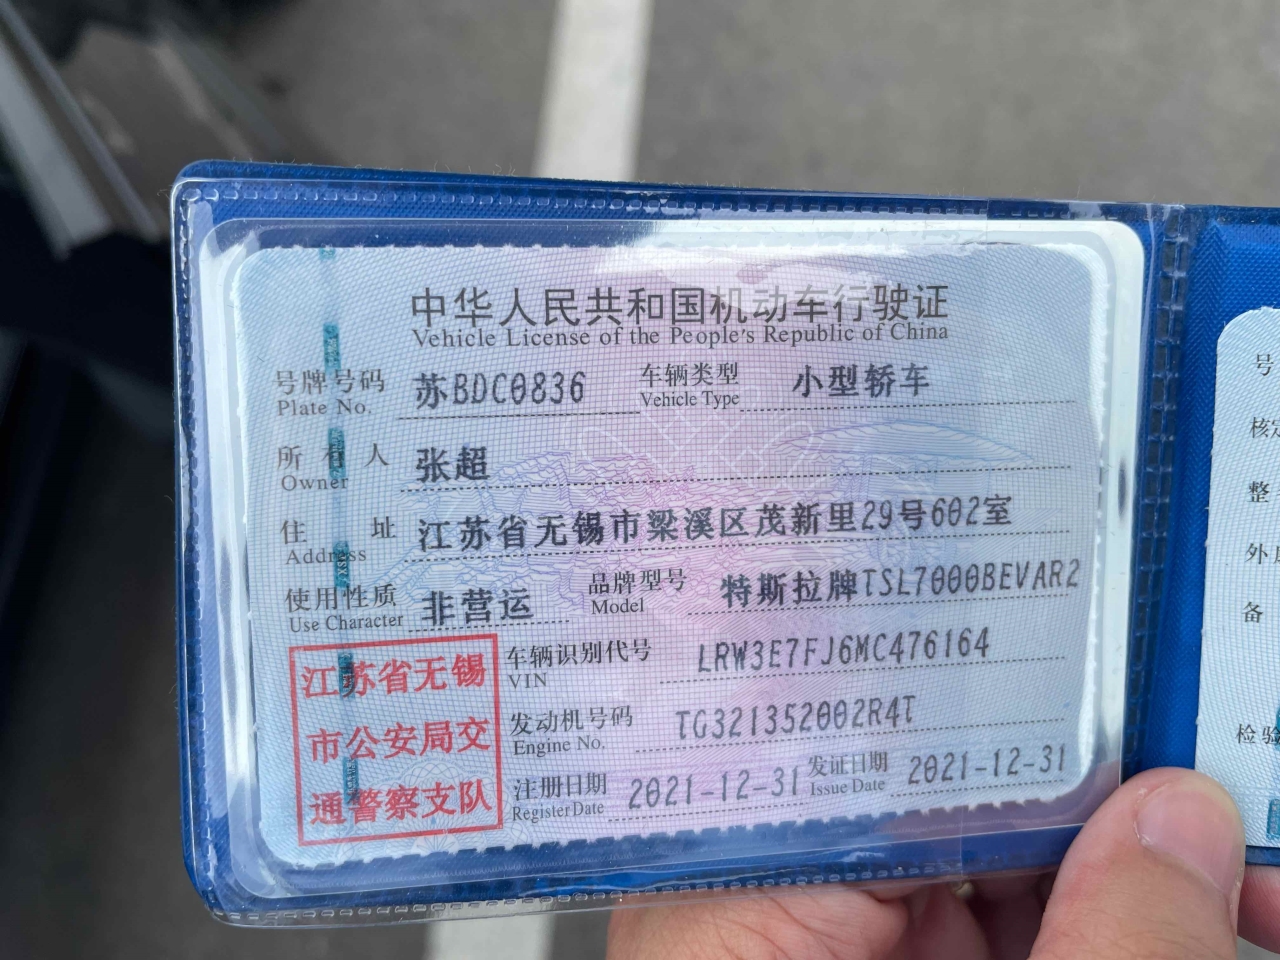 中华人民共和国机动车行驶证
Vehicle License of the People's Republic of China
号牌号码 苏BDC0836 车辆类型 小型轿车
Plate No. Vehicle Type
所有人 张超
Owner
住址 江苏省无锡市梁溪区茂新里29号602室
Address
使用性质 非营运 品牌型号 特斯拉牌TSL7000BEVAR2
Use Character Model
江苏省无锡
市公安局交
通警察支队
车辆识别代号 LRW3E7FJ6MC476164
VIN
发动机号码 TG321352002R4T
Engine No.
注册日期 2021-12-31 发证日期 2021-12-31
Register Date Issue Date
号
核定
整
外
备
检验